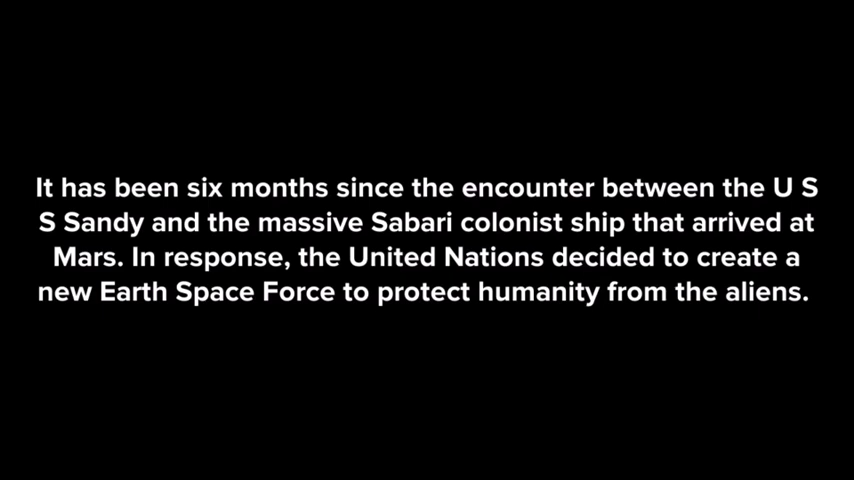 It has been six months since the encounter between the U S
S Sandy and the massive Sabari colonist ship that arrived at
Mars. In response, the United Nations decided to create a
new Earth Space Force to protect humanity from the aliens.